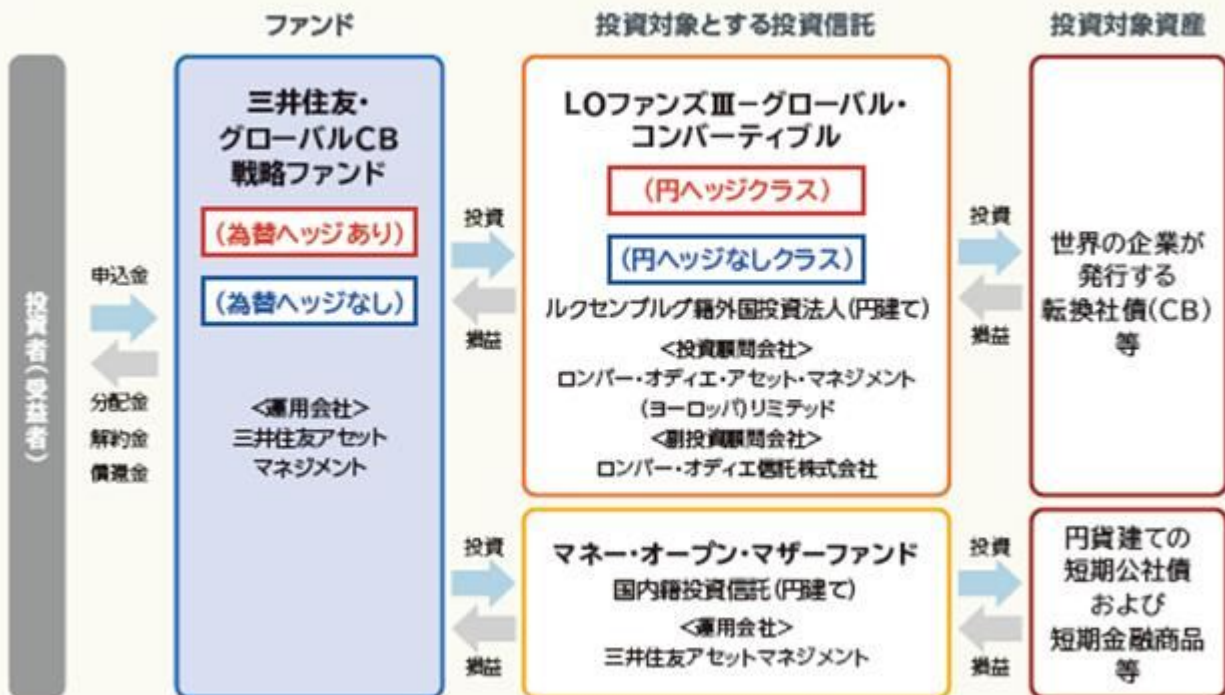 ファンド
投資対象とする投資信託
投資対象資産
投資者(受益者)
申込金
分配金
解約金
償還金
三井住友・
グローバルCB
戦略ファンド
(為替ヘッジあり)
(為替ヘッジなし)
<運用会社>
三井住友アセット
マネジメント
投資
損益
LOファンズⅢ−グローバル・
コンバーティブル
(円ヘッジクラス)
(円ヘッジなしクラス)
ルクセンブルグ籍外国投資法人(円建て)
<投資顧問会社>
ロンバー・オディエ・アセット・マネジメント
(ヨーロッパ)リミテッド
<副投資顧問会社>
ロンバー・オディエ信託株式会社
投資
損益
世界の企業が
発行する
転換社債(CB)
等
投資
損益
マネー・オープン・マザーファンド
国内籍投資信託(円建て)
<運用会社>
三井住友アセットマネジメント
投資
損益
円貨建ての
短期公社債
および
短期金融商品
等